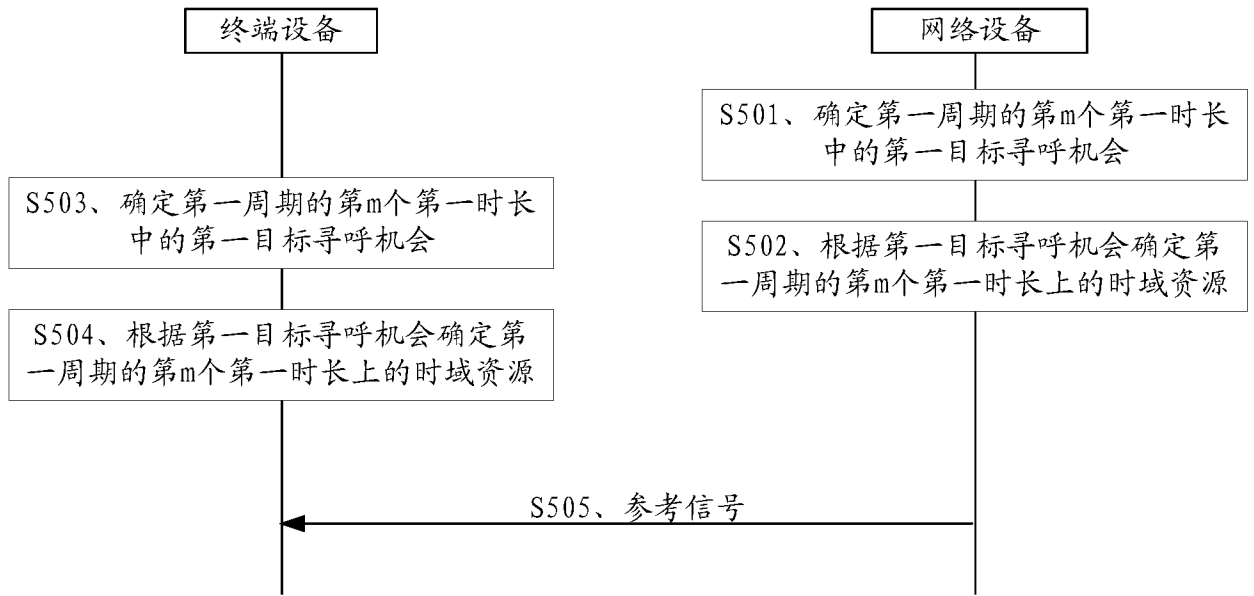 终端设备
网络设备
S501、确定第一周期的第m个第一时长
中的第一目标寻呼机会
S503、确定第一周期的第m个第一时长
中的第一目标寻呼机会
S502、根据第一目标寻呼机会确定第
一周期的第m个第一时长上的时域资源
S504、根据第一目标寻呼机会确定第
一周期的第m个第一时长上的时域资源
S505、参考信号